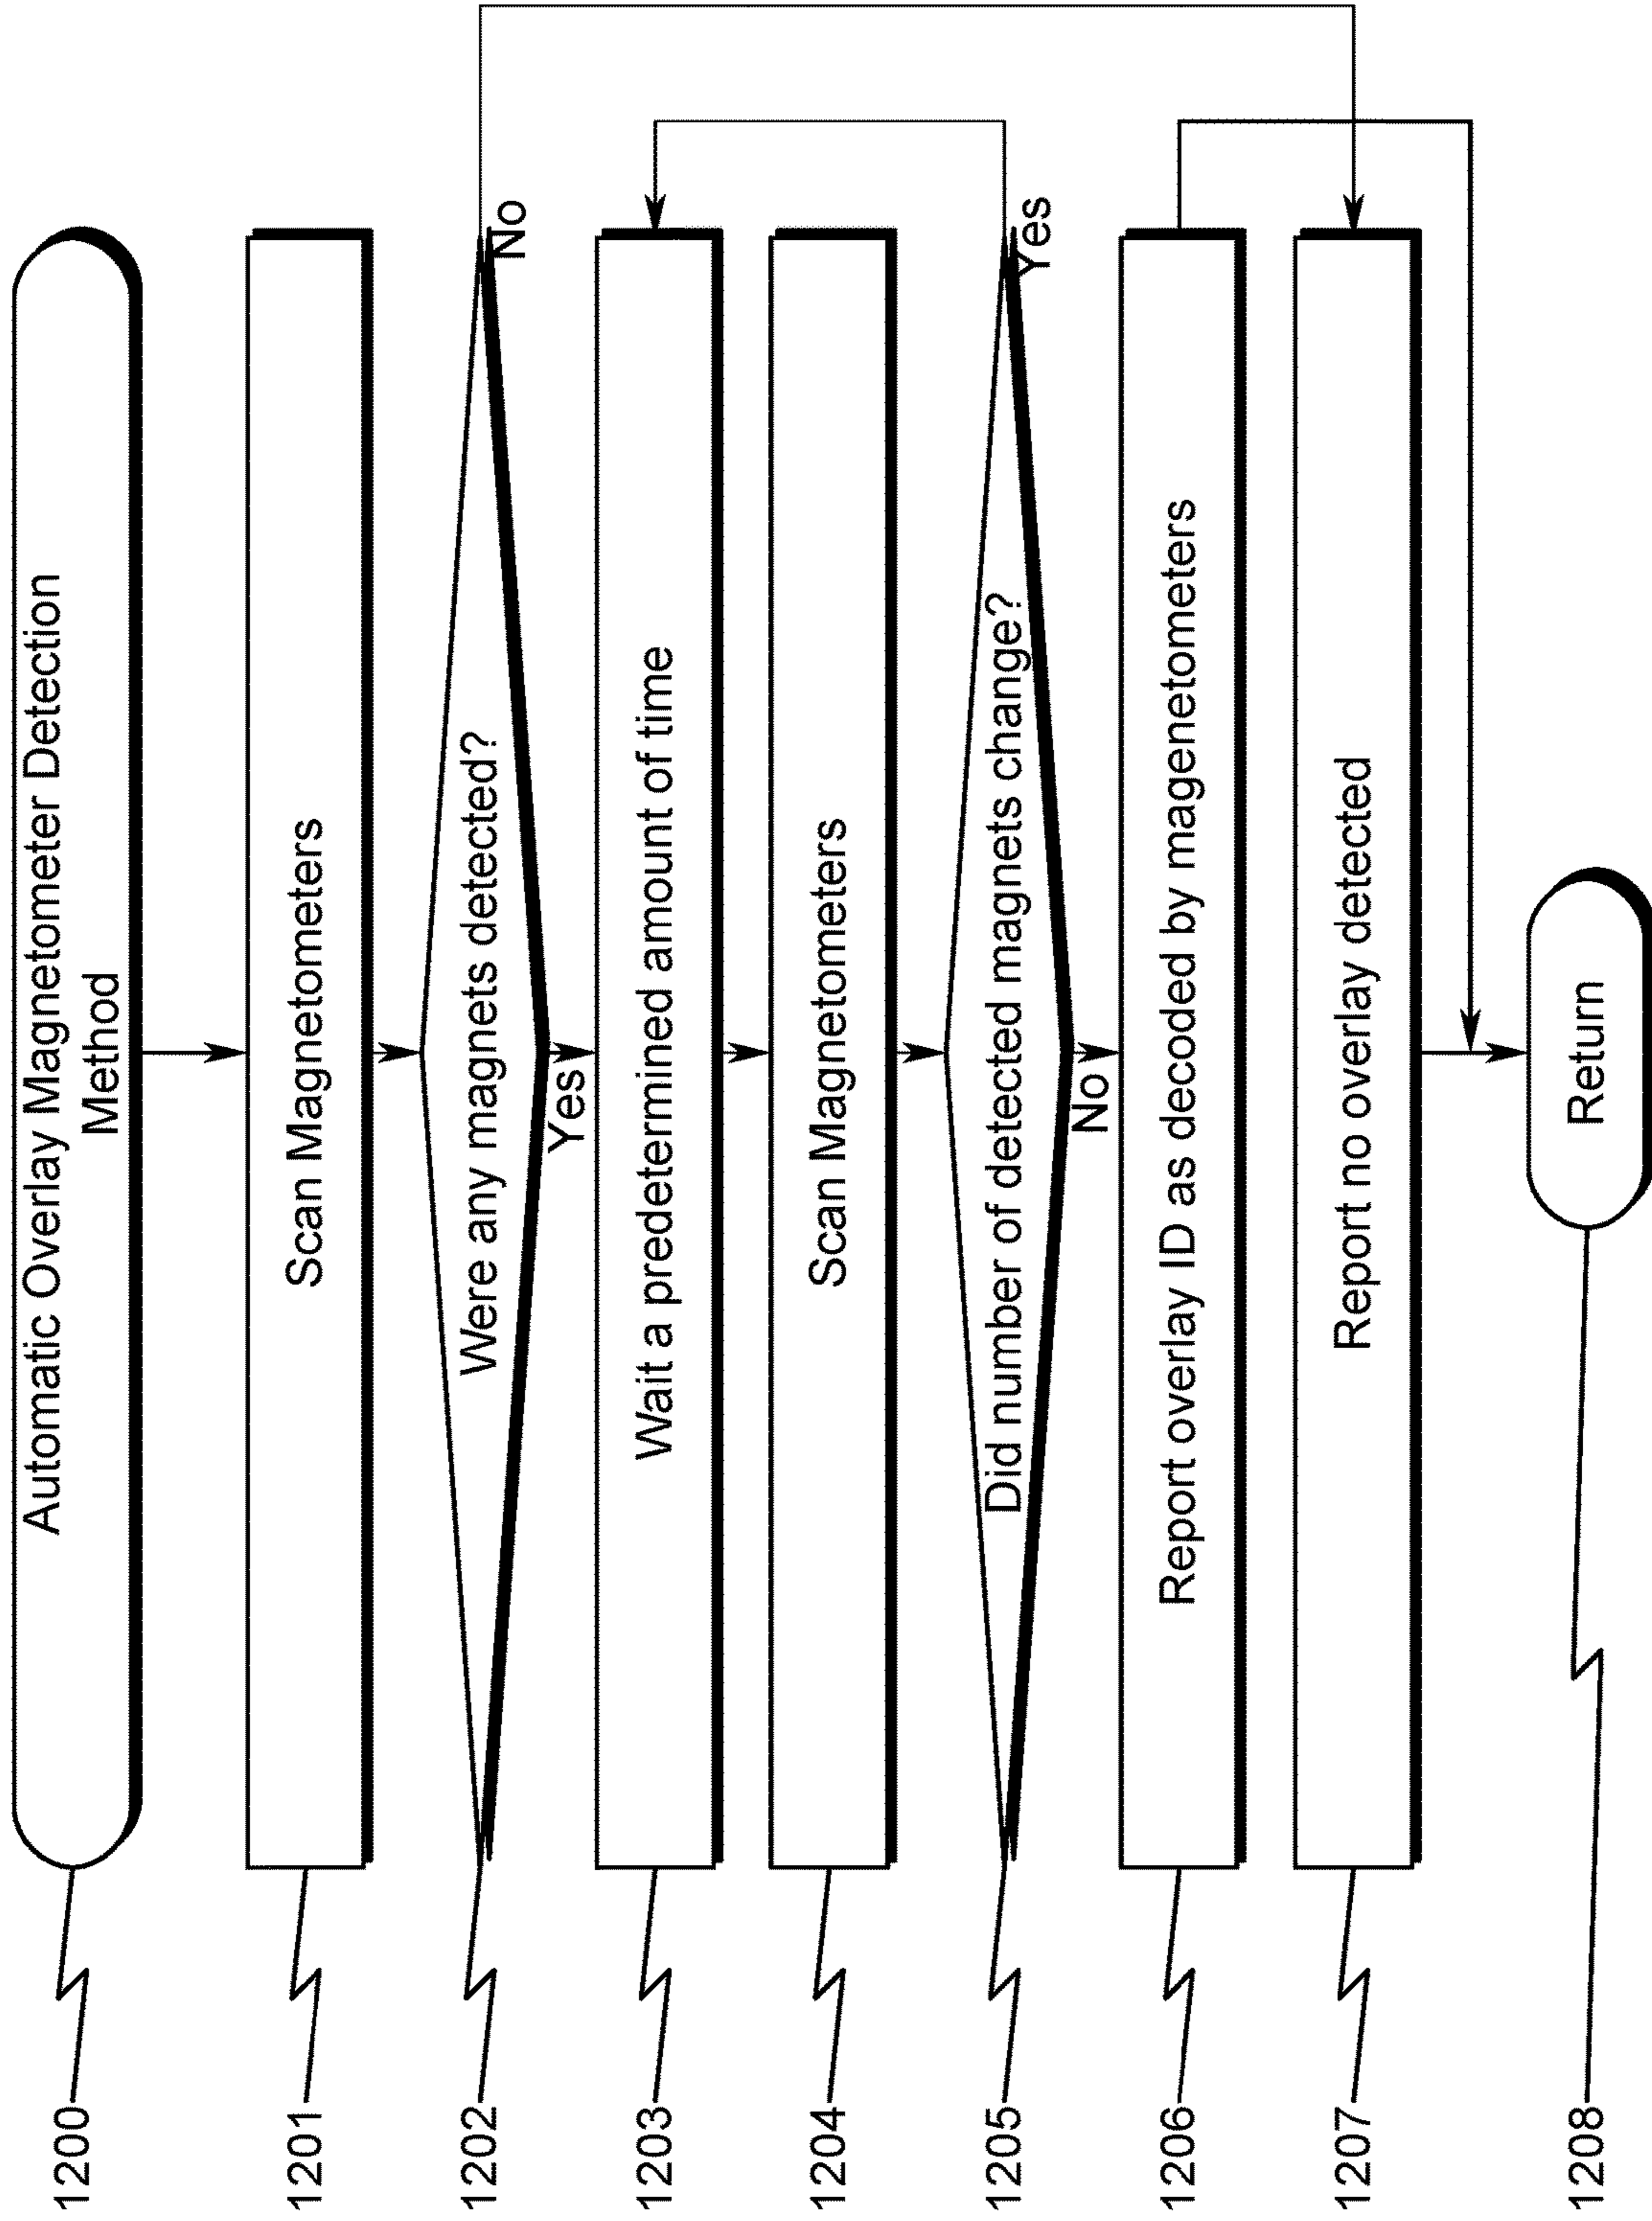 1200
Automatic Overlay Magnetometer Detection
Method
1201
Scan Magnetometers
1202
Were any magnets detected?
No
Yes
1203
Wait a predetermined amount of time
1204
Scan Magnetometers
1205
Did number of detected magnets change?
Yes
No
1206
Report overlay ID as decoded by magenetometers
1207
Report no overlay detected
1208
Return